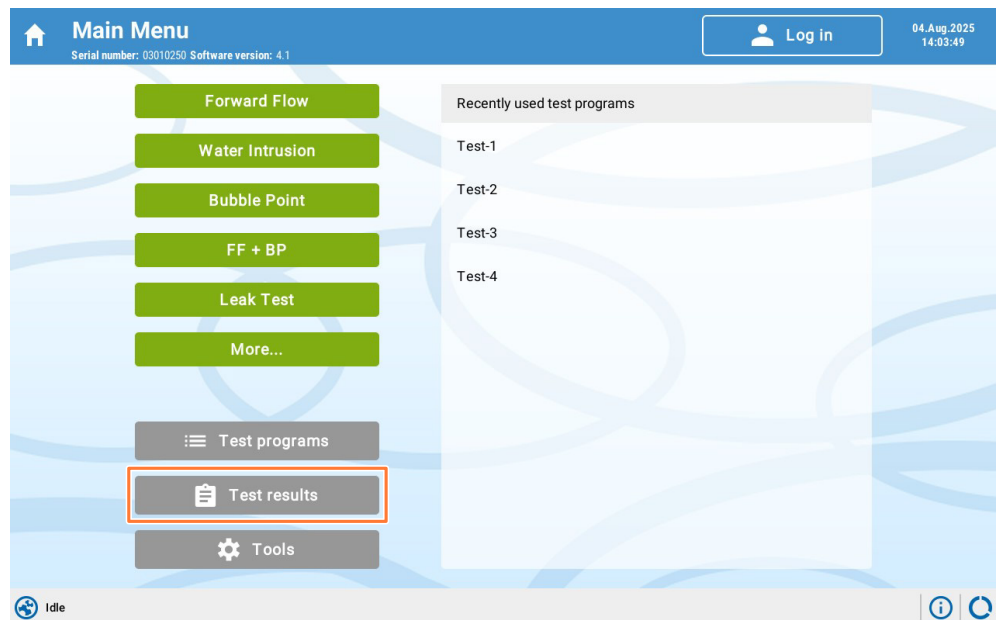 Main Menu
Serial number: 03010250 Software version: 4.1
Log in
04.Aug.2025
14:03:49
Forward Flow
Water Intrusion
Bubble Point
FF + BP
Leak Test
More...
Test programs
Test results
Tools
Recently used test programs
Test-1
Test-2
Test-3
Test-4
Idle